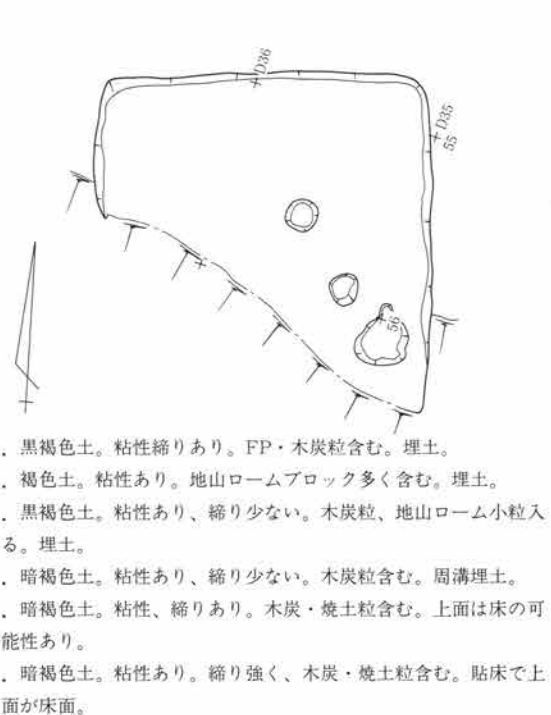 D36
D35
55
56
．黒褐色土。粘性締りあり。FP・木炭粒含む。埋土。
．褐色土。粘性あり。地山ロームブロック多く含む。埋土。
．黒褐色土。粘性あり、締り少ない。木炭粒、地山ローム小粒入
る。埋土。
．暗褐色土。粘性あり、締り少ない。木炭粒含む。周溝埋土。
．暗褐色土。粘性、締りあり。木炭・焼土粒含む。上面は床の可
能性あり。
．暗褐色土。粘性あり。締り強く、木炭・焼土粒含む。貼床で上
面が床面。